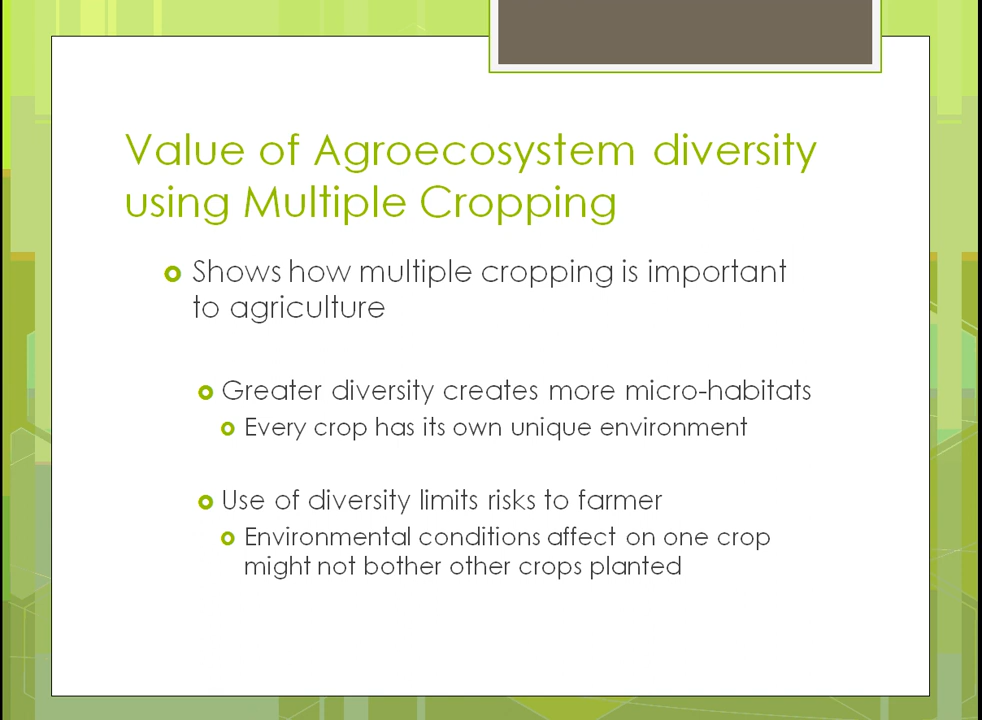 Value of Agroecosystem diversity
using Multiple Cropping
Shows how multiple cropping is important
to agriculture
Greater diversity creates more micro-habitats
Every crop has its own unique environment
Use of diversity limits risks to farmer
Environmental conditions affect on one crop
might not bother other crops planted